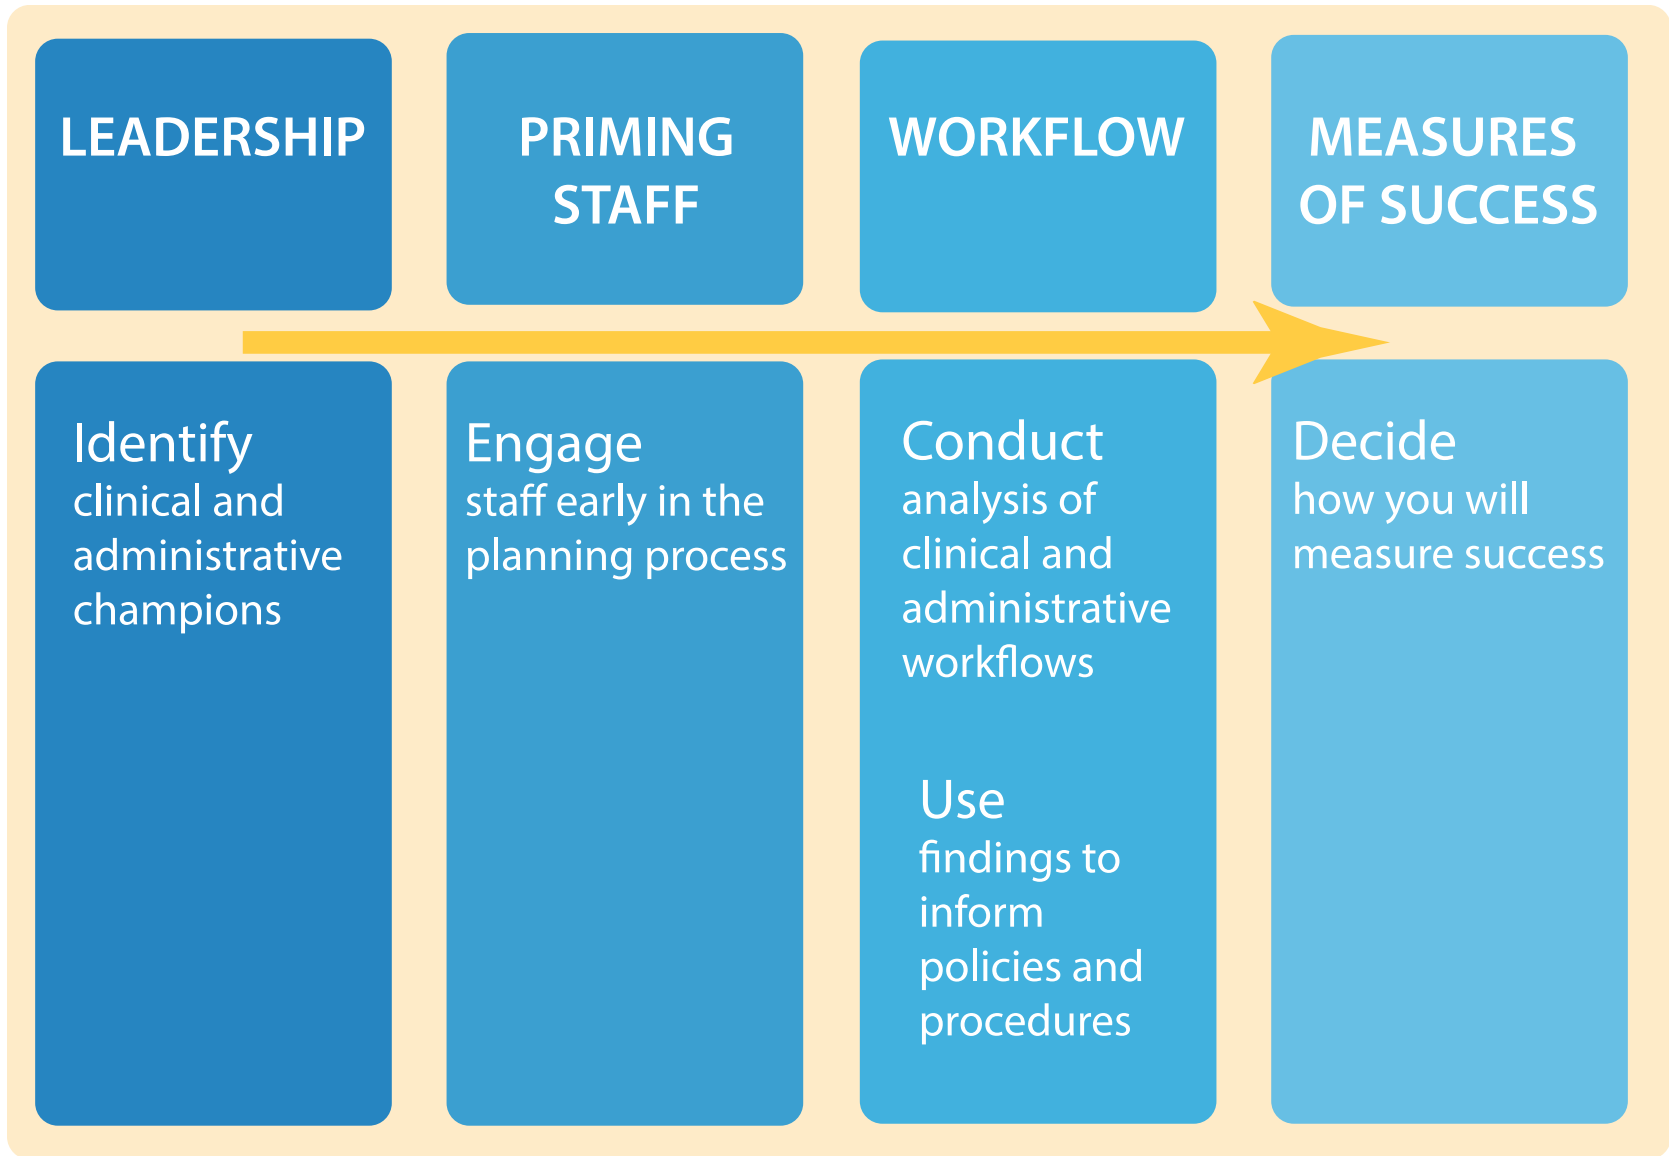 LEADERSHIP
PRIMING
STAFF
WORKFLOW
MEASURES
OF SUCCESS
Identify
clinical and
administrative
champions
Engage
staff early in the
planning process
Conduct
analysis of
clinical and
administrative
workflows
Use
findings to
inform
policies and
procedures
Decide
how you will
measure success